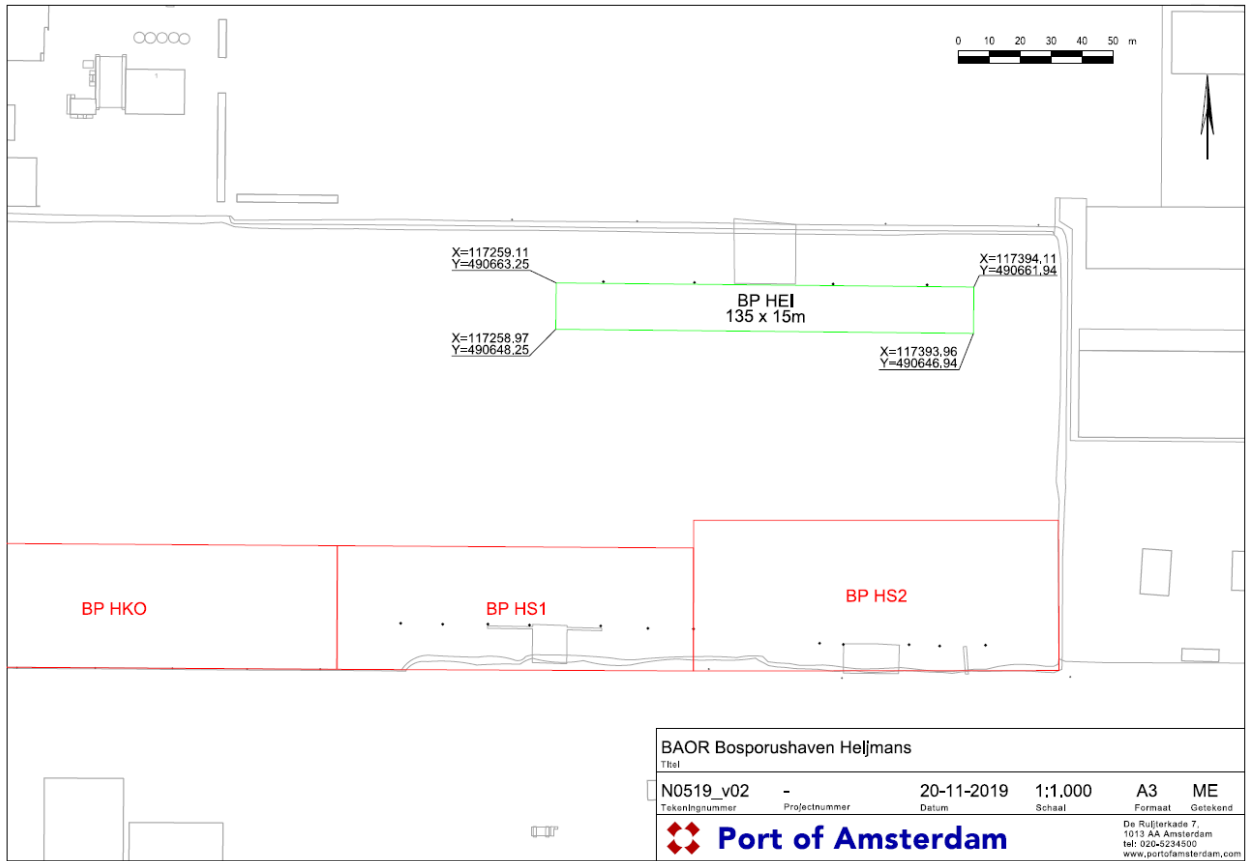 0 10 20 30 40 50 m
1
X=117259.11
Y=490663.25
X=117394.11
Y=490661.94
BP HEI
135 x 15m
X=117258.97
Y=490648.25
X=117393.96
Y=490646.94
BP HKO
BP HS1
BP HS2
BAOR Bosporushaven Heijmans
Titel
N0519_v02 - 20-11-2019 1:1.000 A3 ME
Tekeningnummer Projectnummer Datum Schaal Formaat Getekend
Port of Amsterdam
De Ruijterkade 7,
1013 AA Amsterdam
tel: 020-5234500
www.portofamsterdam.com